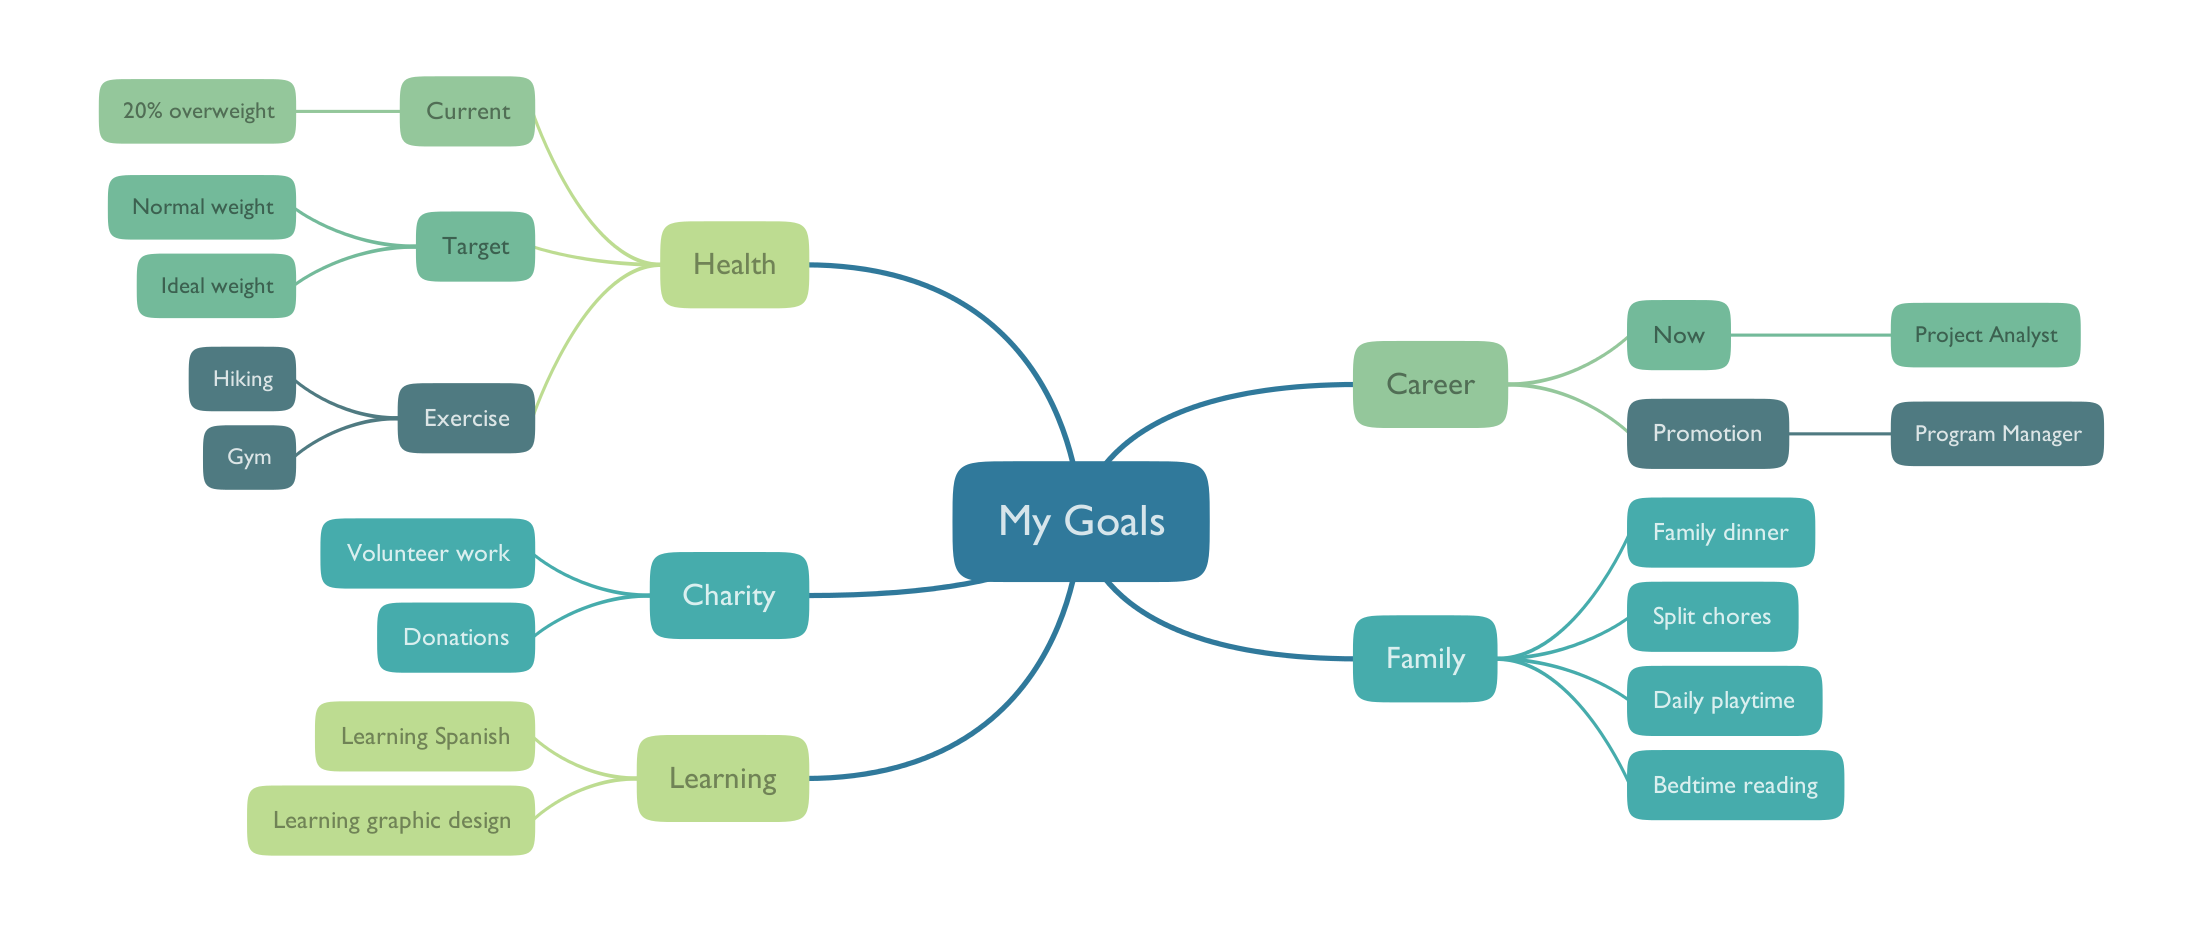 My Goals
Health
Current
20% overweight
Target
Normal weight
Ideal weight
Exercise
Hiking
Gym
Charity
Volunteer work
Donations
Learning
Learning Spanish
Learning graphic design
Career
Now
Project Analyst
Promotion
Program Manager
Family
Family dinner
Split chores
Daily playtime
Bedtime reading